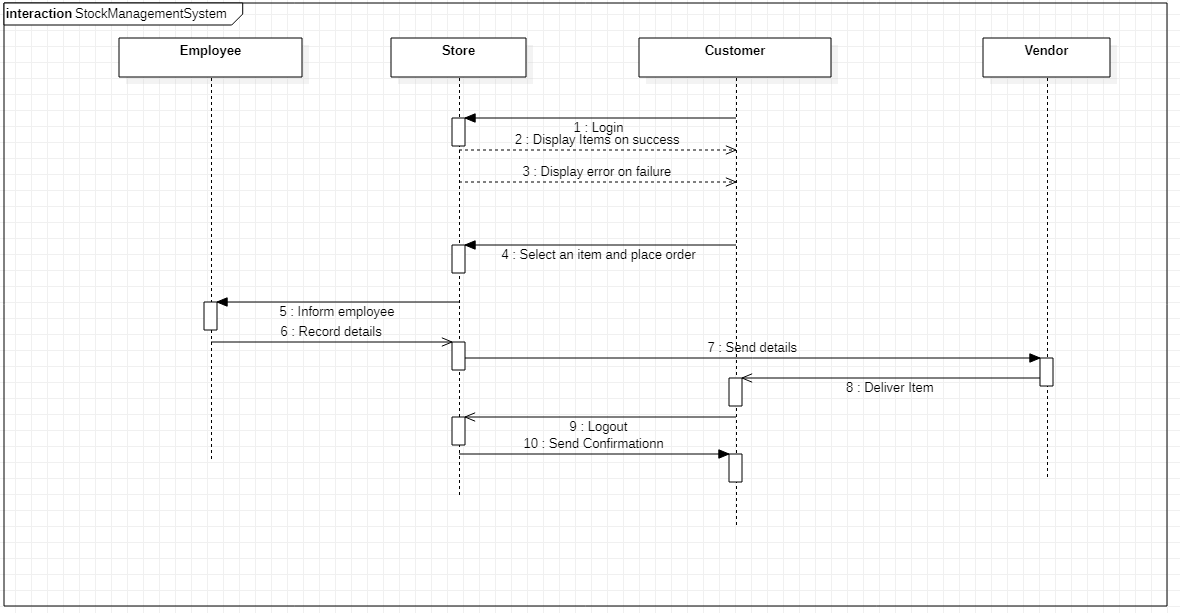 interaction StockManagementSystem
Employee
Store
Customer
Vendor
1 : Login
2 : Display Items on success
3 : Display error on failure
4 : Select an item and place order
5 : Inform employee
6 : Record details
7 : Send details
8 : Deliver Item
9 : Logout
10 : Send Confirmationn